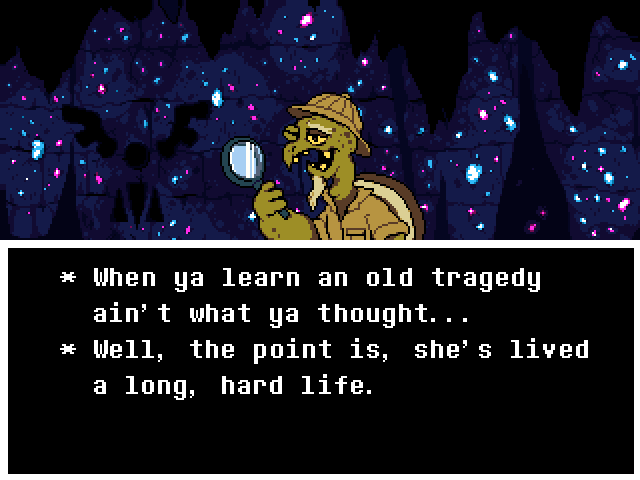 * When ya learn an old tragedy
ain't what ya thought...
* Well, the point is, she's lived
a long, hard life.